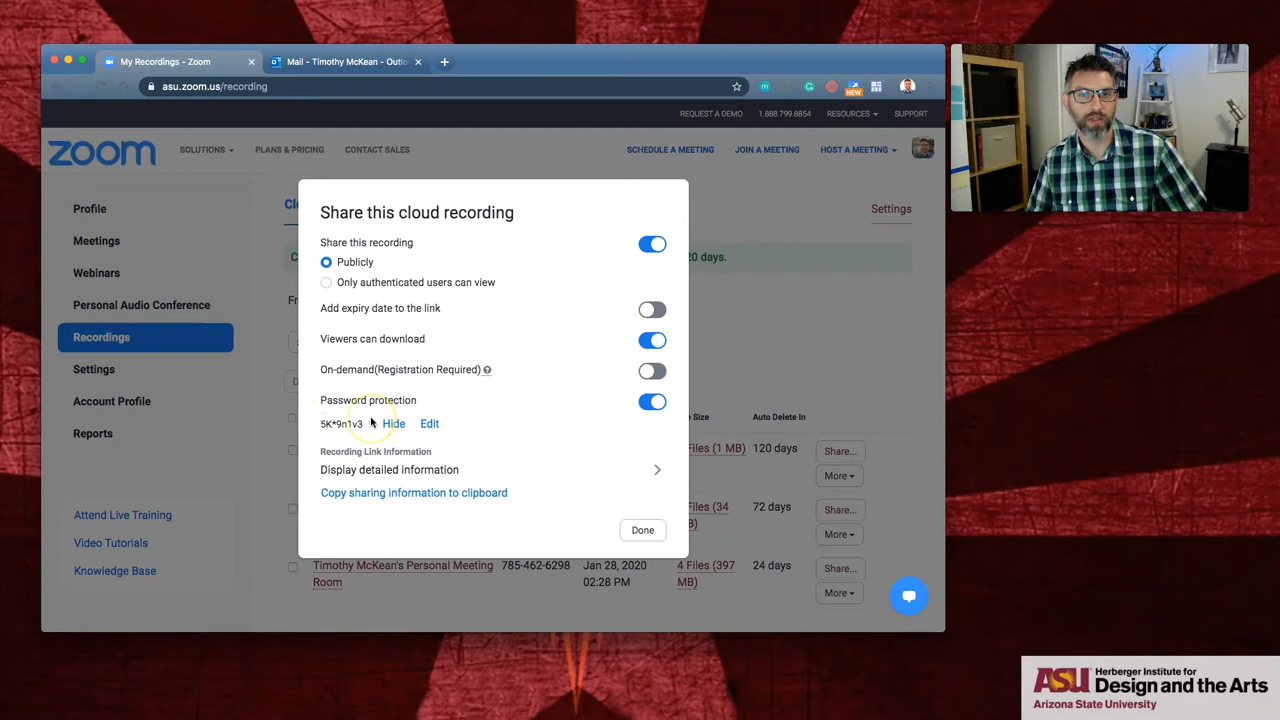 My Recordings - Zoom
Mail - Timothy McKean - Outlo
asu.zoom.us/recording
NEW
REQUEST A DEMO 1.888.799.8854 RESOURCES SUPPORT
zoom SOLUTIONS PLANS & PRICING CONTACT SALES SCHEDULE A MEETING JOIN A MEETING HOST A MEETING
Profile
Meetings
Webinars
Personal Audio Conference
Recordings
Settings
Account Profile
Reports
Attend Live Training
Video Tutorials
Knowledge Base
Settings
20 days.
Share this cloud recording
Share this recording
Publicly
Only authenticated users can view
Add expiry date to the link
Viewers can download
On-demand(Registration Required)
Password protection
5K*9n1v3 Hide Edit
Recording Link Information
Display detailed information
Copy sharing information to clipboard
Done
Size Auto Delete In
Files (1 MB) 120 days Share...
More
Files (34 72 days Share...
More
Timothy McKean's Personal Meeting 785-462-6298 Jan 28, 2020 4 Files (397 24 days Share...
Room 02:28 PM MB)
More
ASU Herberger Institute for
Design and the Arts
Arizona State University